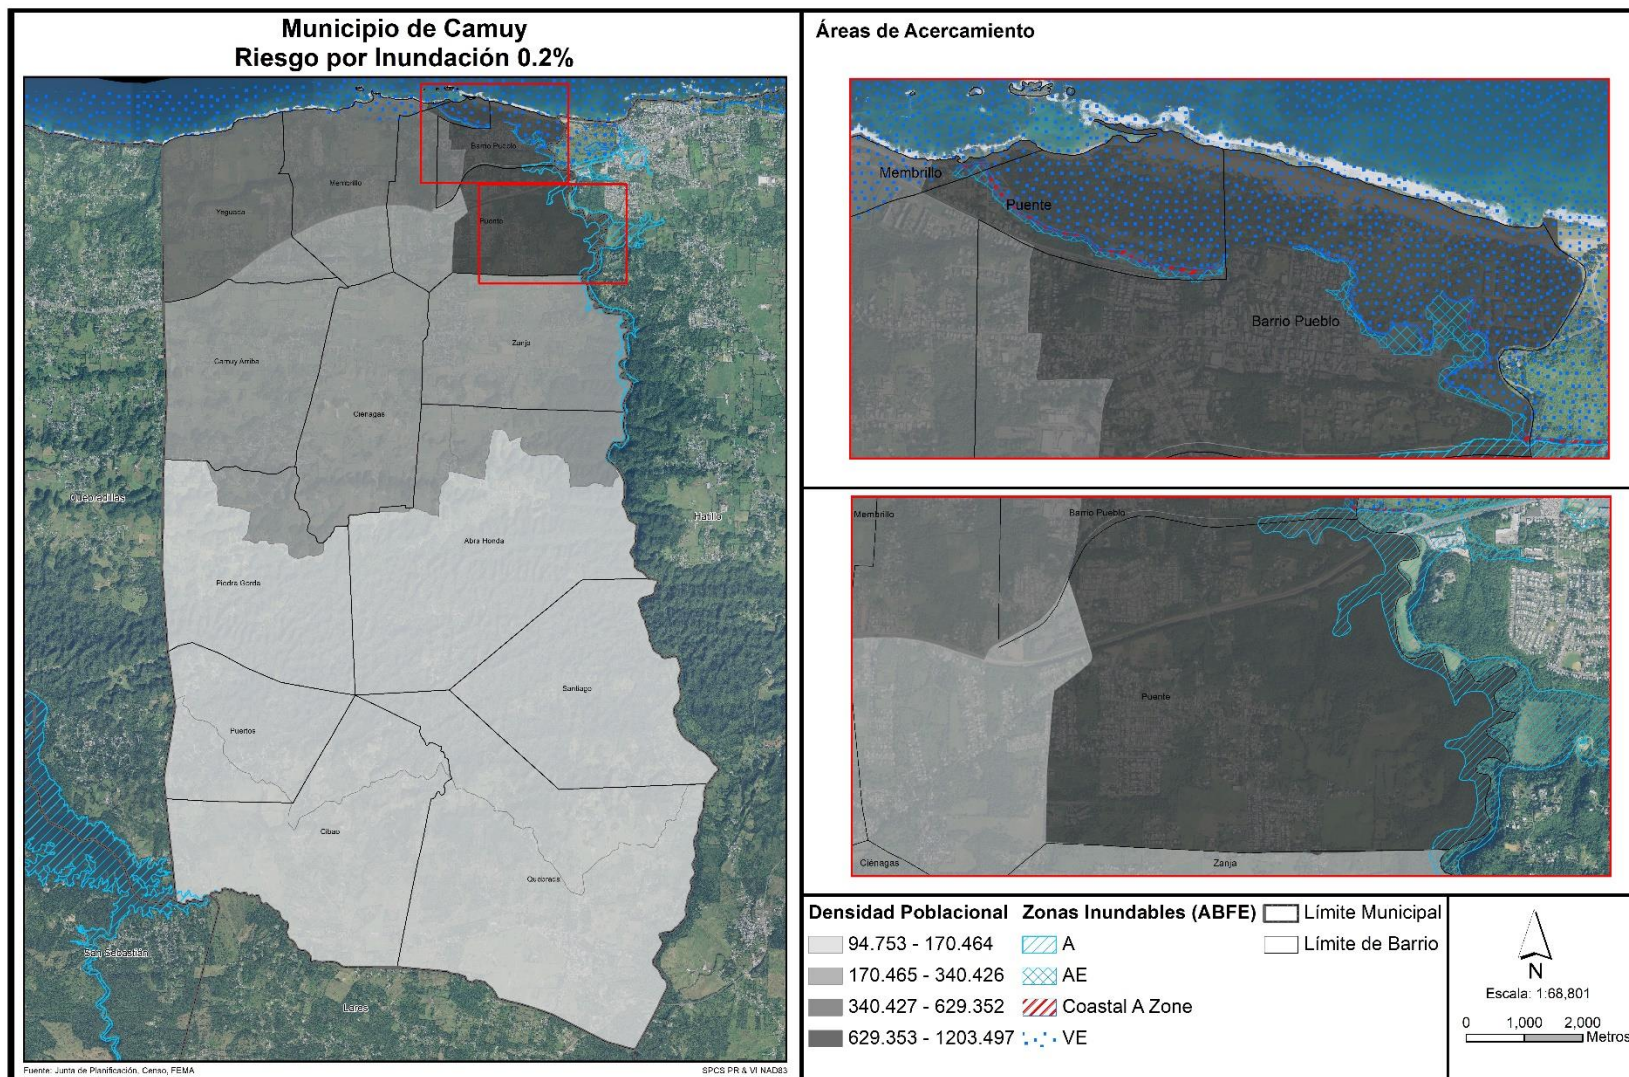 Municipio de Camuy
Riesgo por Inundación 0.2%
Barrio Pueblo
Membrillo
Yeguada
Puente
Zanja
Camuy Arriba
Ciénagas
Quebradillas
Hatillo
Abra Honda
Piedra Gorda
Santiago
Puertos
Cibao
Quebrada
San Sebastián
Lares
Fuente: Junta de Planificación, Censo, FEMA
SPCS PR & VI NAD83
Áreas de Acercamiento
Membrillo
Puente
Barrio Pueblo
Membrillo
Barrio Pueblo
Puente
Ciénagas
Zanja
Densidad Poblacional
94.753 - 170.464
170.465 - 340.426
340.427 - 629.352
629.353 - 1203.497
Zonas Inundables (ABFE)
A
AE
Coastal A Zone
VE
Límite Municipal
Límite de Barrio
N
Escala: 1:68,801
0 1,000 2,000
Metros